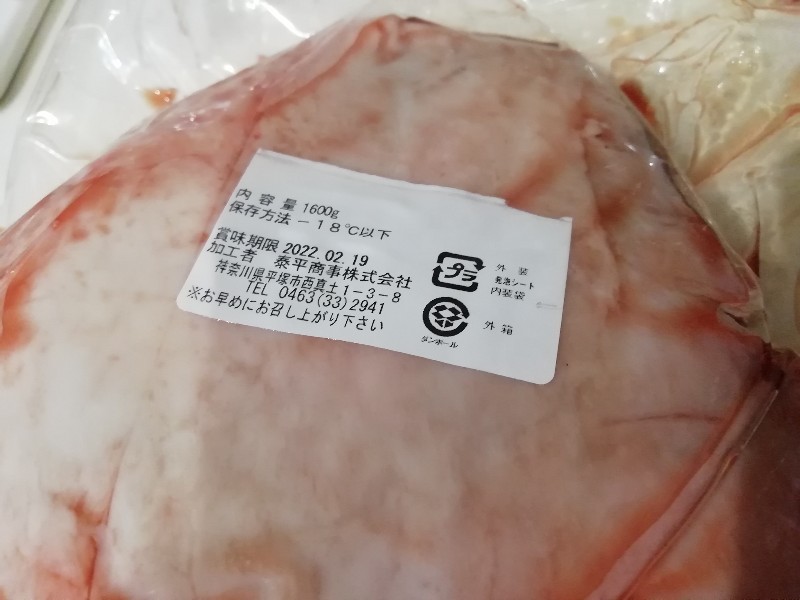 内容量 1600g
保存方法 -18℃以下
賞味期限 2022.02.19
加工者 泰平商事株式会社
神奈川県平塚市西真土1-3-8
TEL 0463(33)2941
※お早めにお召し上がり下さい
プラ
外装
発泡シート
内装袋
ダンボール
外箱